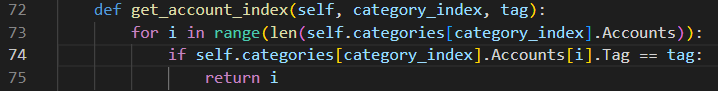 72 def get_account_index(self, category_index, tag):
73 for i in range(len(self.categories[category_index].Accounts)):
74 if self.categories[category_index].Accounts[i].Tag == tag:
75 return i